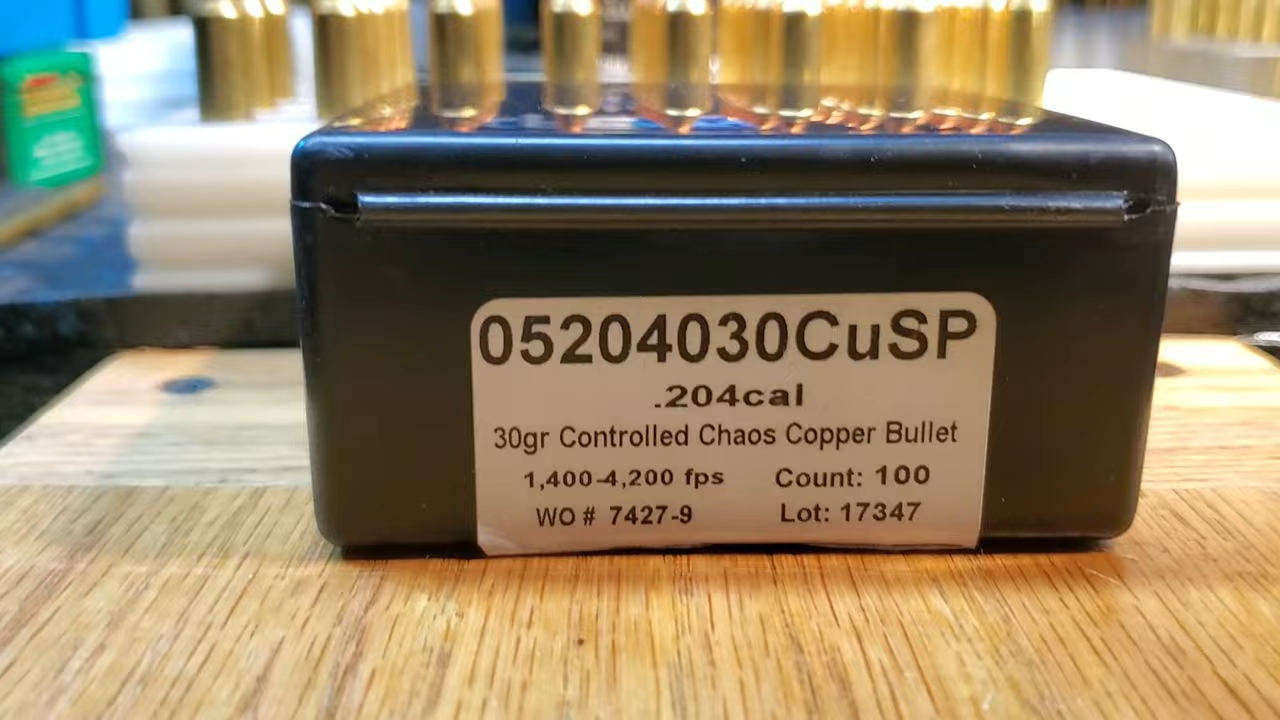 05204030CuSP
.204cal
30gr Controlled Chaos Copper Bullet
1,400-4,200 fps Count: 100
WO # 7427-9 Lot: 17347